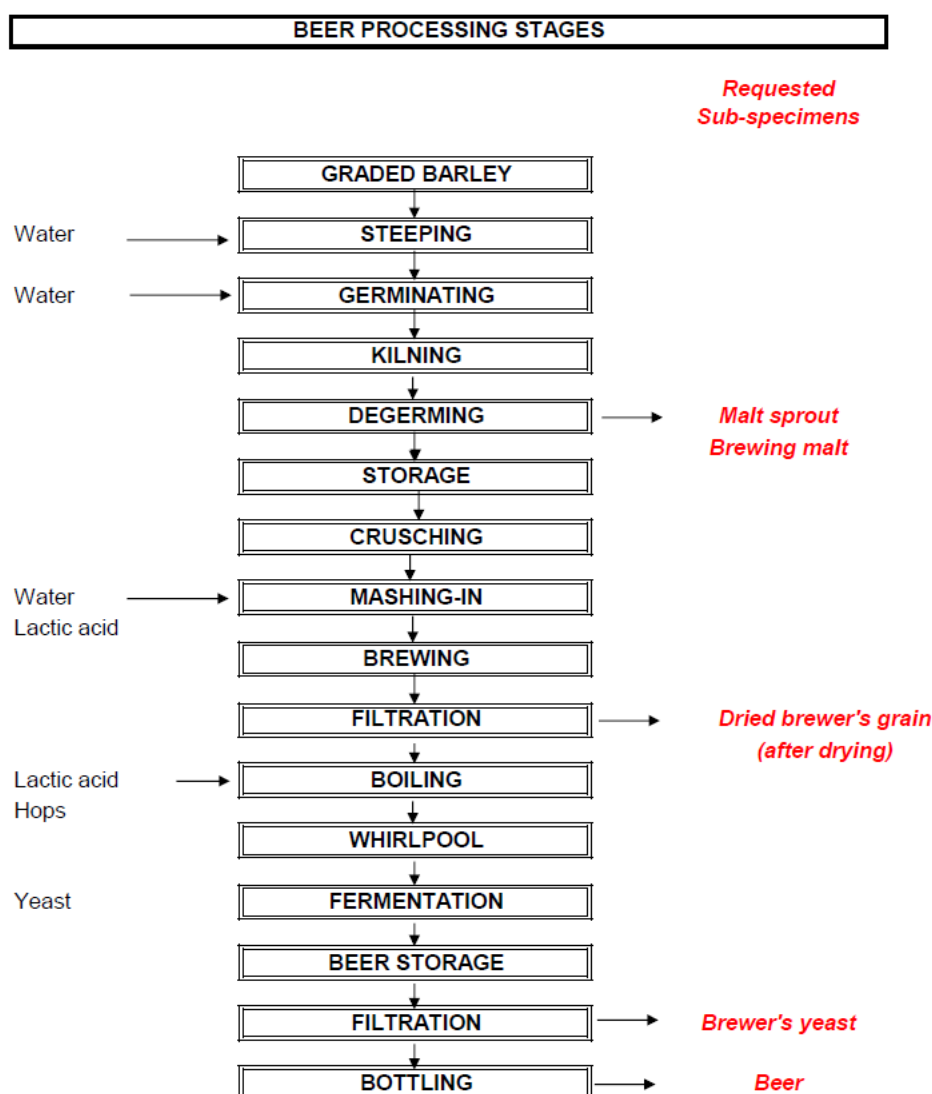 BEER PROCESSING STAGES
Requested
Sub-specimens
GRADED BARLEY
Water
STEEPING
Water
GERMINATING
KILNING
DEGERMING
Malt sprout
Brewing malt
STORAGE
CRUSCHING
Water
MASHING-IN
Lactic acid
BREWING
FILTRATION
Dried brewer's grain
(after drying)
Lactic acid
BOILING
Hops
WHIRLPOOL
Yeast
FERMENTATION
BEER STORAGE
FILTRATION
Brewer's yeast
BOTTLING
Beer